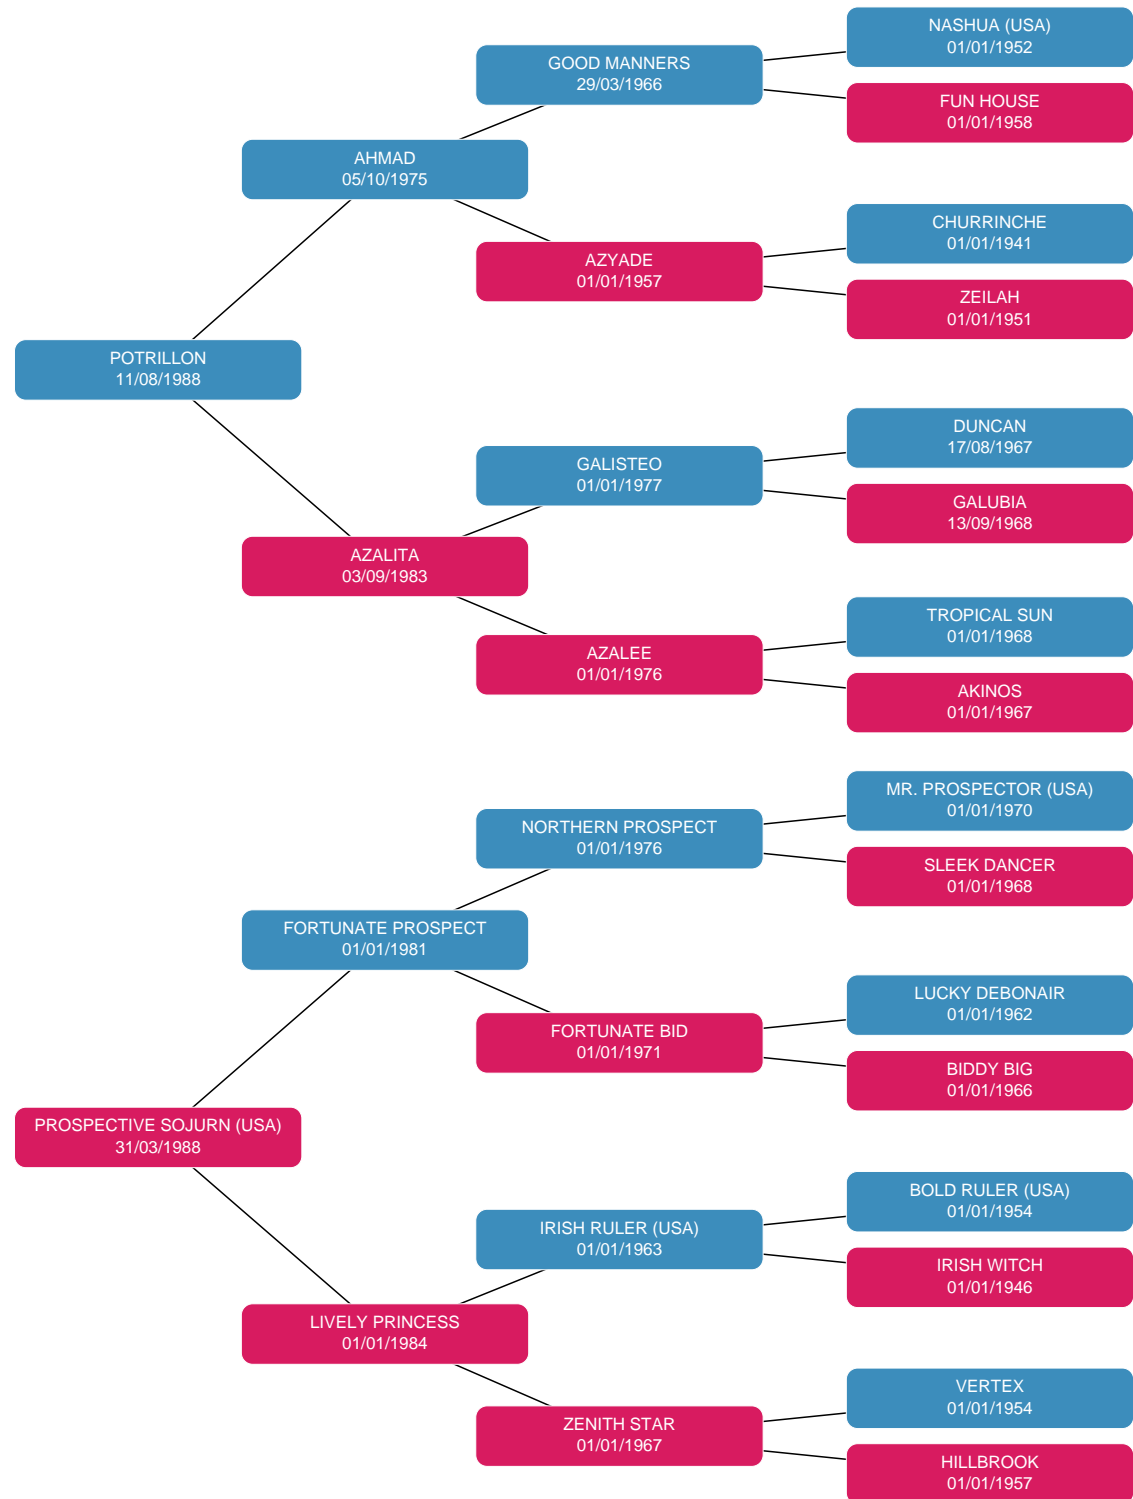 NASHUA (USA)
01/01/1952
GOOD MANNERS
29/03/1966
FUN HOUSE
01/01/1958
AHMAD
05/10/1975
CHURRINCHE
01/01/1941
AZYADE
01/01/1957
ZEILAH
01/01/1951
POTRILLON
11/08/1988
DUNCAN
17/08/1967
GALISTEO
01/01/1977
GALUBIA
13/09/1968
AZALITA
03/09/1983
TROPICAL SUN
01/01/1968
AZALEE
01/01/1976
AKINOS
01/01/1967
MR. PROSPECTOR (USA)
01/01/1970
NORTHERN PROSPECT
01/01/1976
SLEEK DANCER
01/01/1968
FORTUNATE PROSPECT
01/01/1981
LUCKY DEBONAIR
01/01/1962
FORTUNATE BID
01/01/1971
BIDDY BIG
01/01/1966
PROSPECTIVE SOJURN (USA)
31/03/1988
BOLD RULER (USA)
01/01/1954
IRISH RULER (USA)
01/01/1963
IRISH WITCH
01/01/1946
LIVELY PRINCESS
01/01/1984
VERTEX
01/01/1954
ZENITH STAR
01/01/1967
HILLBROOK
01/01/1957